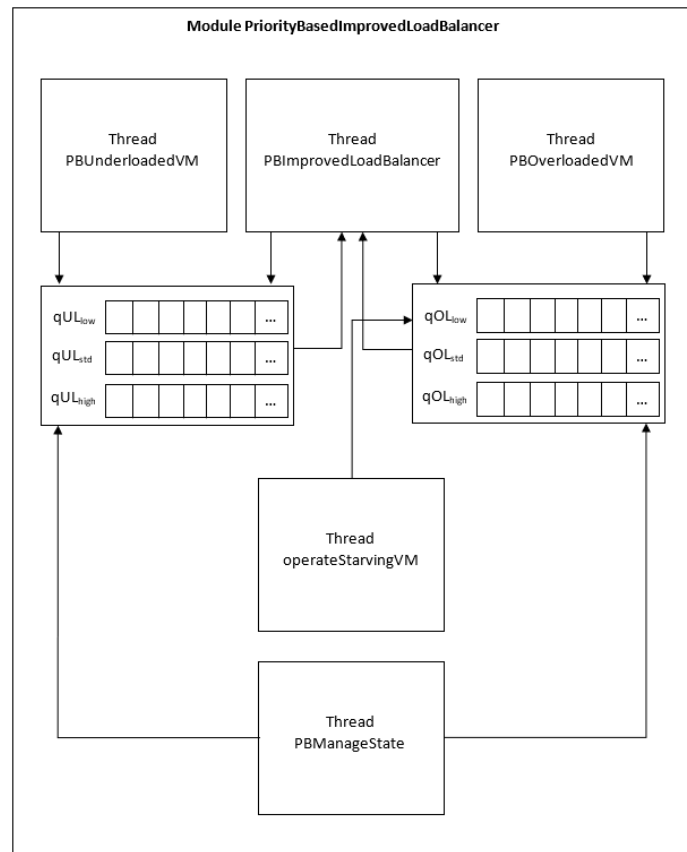 Module PriorityBasedImprovedLoadBalancer
Thread
PBUnderloadedVM
Thread
PBImprovedLoadBalancer
Thread
PBOverloadedVM
qULlow
...
qULstd
...
qULhigh
...
qOLlow
...
qOLstd
...
qOLhigh
...
Thread
operateStarvingVM
Thread
PBManageState